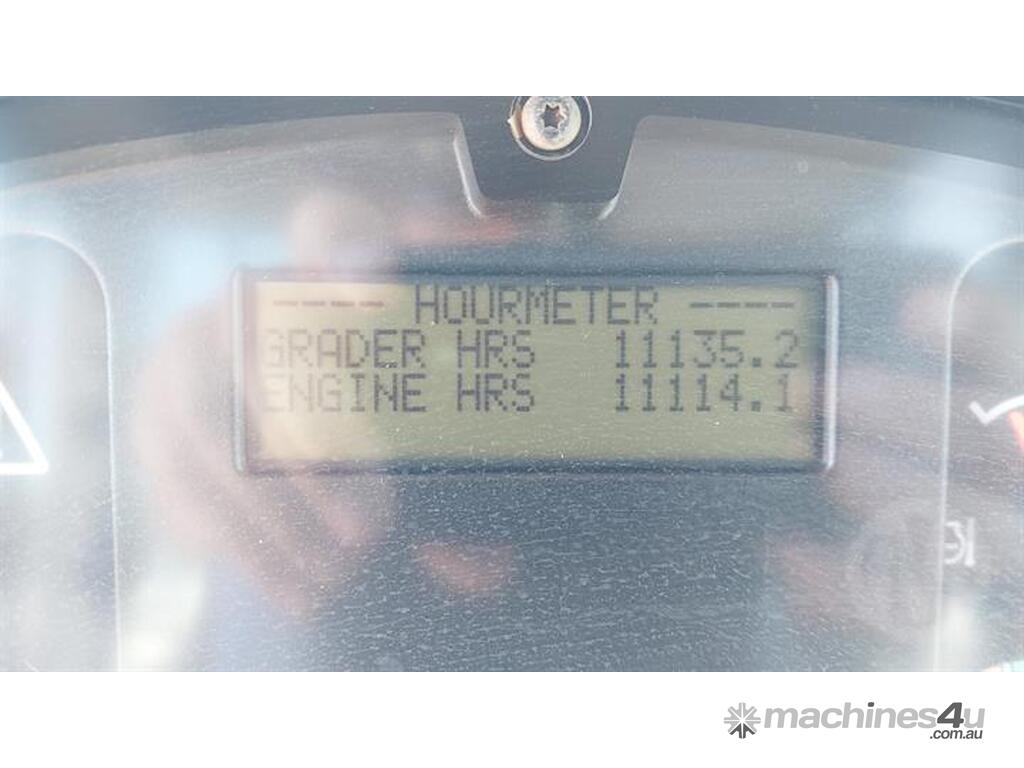 ---- HOURMETER ----
GRADER HRS 11135.2
ENGINE HRS 11114.1
machines4u
.com.au